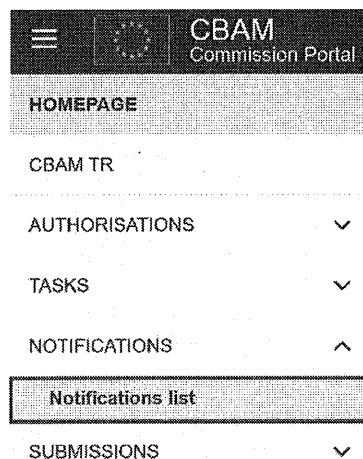 CBAM
Commission Portal
HOMEPAGE
CBAM TR
AUTHORISATIONS
TASKS
NOTIFICATIONS
Notifications list
SUBMISSIONS